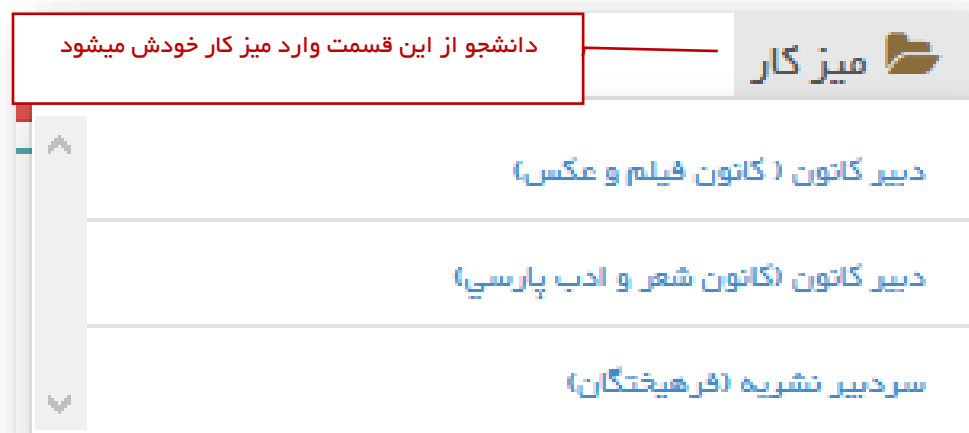 دانشجو از این قسمت وارد میز کار خودش میشود
میز کار
دبیر کانون ( کانون فیلم و عکس)
دبیر کانون (کانون شعر و ادب پارسي)
سردبیر نشریه (فرهیختگان)